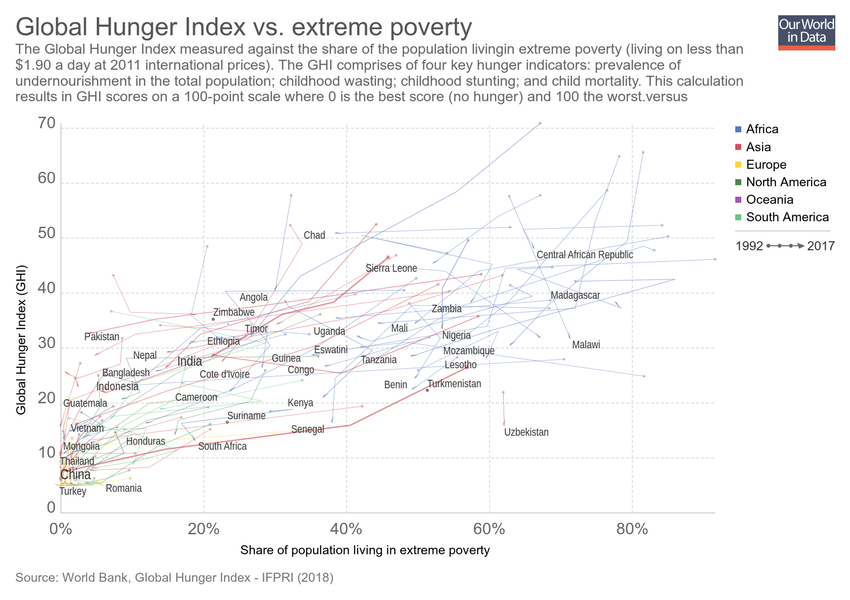 Global Hunger Index vs. extreme poverty
Our World
in Data
The Global Hunger Index measured against the share of the population livingin extreme poverty (living on less than
$1.90 a day at 2011 international prices). The GHI comprises of four key hunger indicators: prevalence of
undernourishment in the total population; childhood wasting; childhood stunting; and child mortality. This calculation
results in GHI scores on a 100-point scale where 0 is the best score (no hunger) and 100 the worst.versus
70
60
50
40
30
20
10
0
Global Hunger Index (GHI)
Chad
Central African Republic
Sierra Leone
Angola
Madagascar
Zimbabwe
Zambia
Timor
Uganda
Mali
Pakistan
Ethiopia
Nigeria
Malawi
Nepal
Eswatini
Mozambique
India
Guinea
Tanzania
Lesotho
Bangladesh
Cote d'Ivoire
Congo
Indonesia
Benin
Turkmenistan
Guatemala
Cameroon
Kenya
Suriname
Vietnam
Senegal
Uzbekistan
Mongolia
Honduras
South Africa
Thailand
China
Turkey
Romania
0%
20%
40%
60%
80%
Share of population living in extreme poverty
Africa
Asia
Europe
North America
Oceania
South America
1992
2017
Source: World Bank, Global Hunger Index - IFPRI (2018)